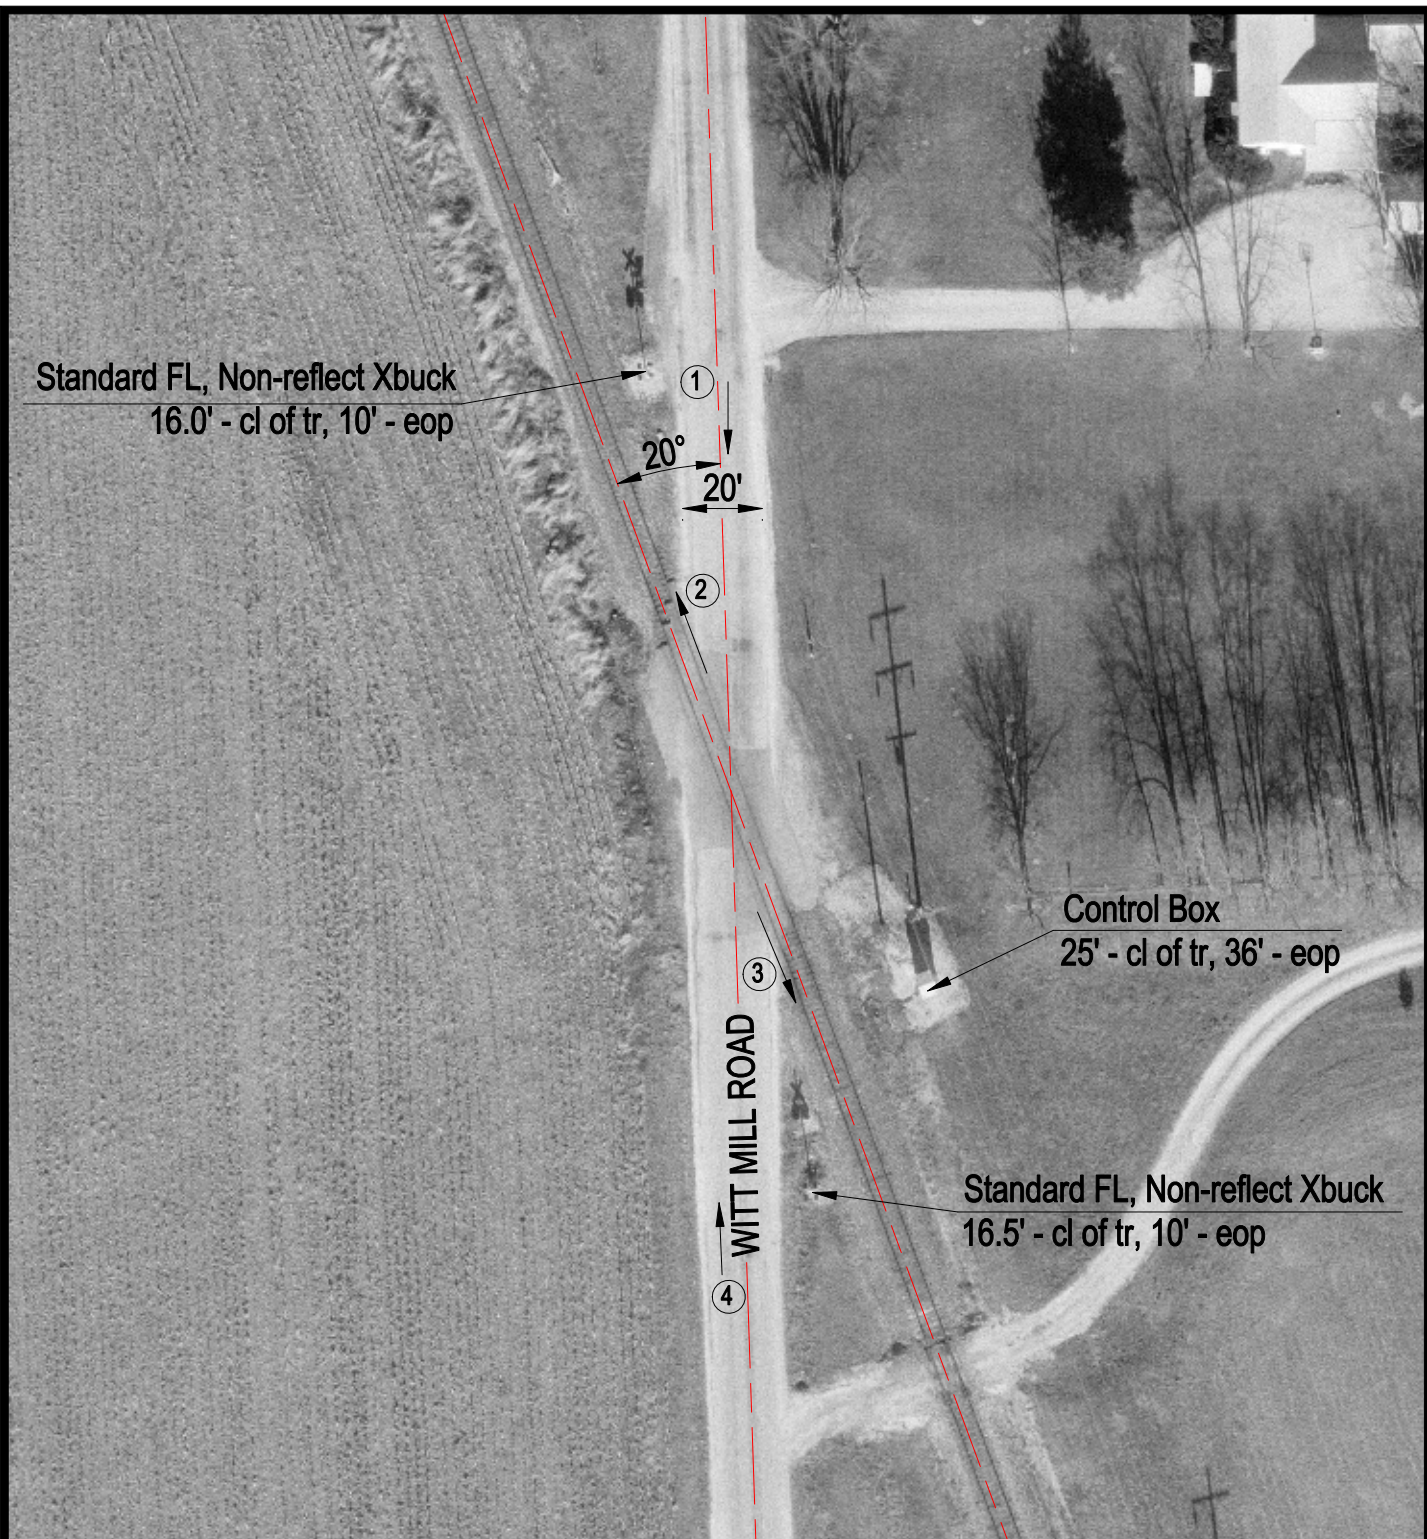 Standard FL, Non-reflect Xbuck
16.0' - cl of tr, 10' - eop
1
20°
20'
2
Control Box
25' - cl of tr, 36' - eop
3
WITT MILL ROAD
Standard FL, Non-reflect Xbuck
16.5' - cl of tr, 10' - eop
4